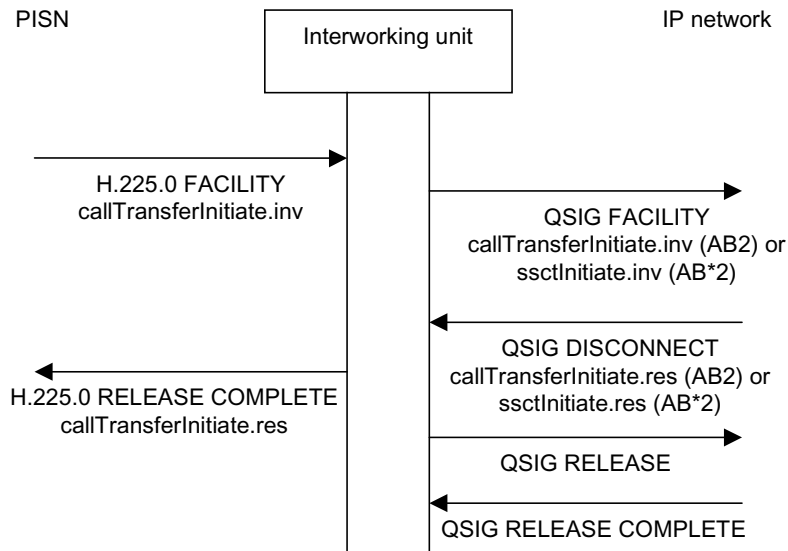 PISN
Interworking unit
IP network
H.225.0 FACILITY
callTransferInitiate.inv
QSIG FACILITY
callTransferInitiate.inv (AB2) or
ssctInitiate.inv (AB*2)
QSIG DISCONNECT
callTransferInitiate.res (AB2) or
ssctInitiate.res (AB*2)
H.225.0 RELEASE COMPLETE
callTransferInitiate.res
QSIG RELEASE
QSIG RELEASE COMPLETE